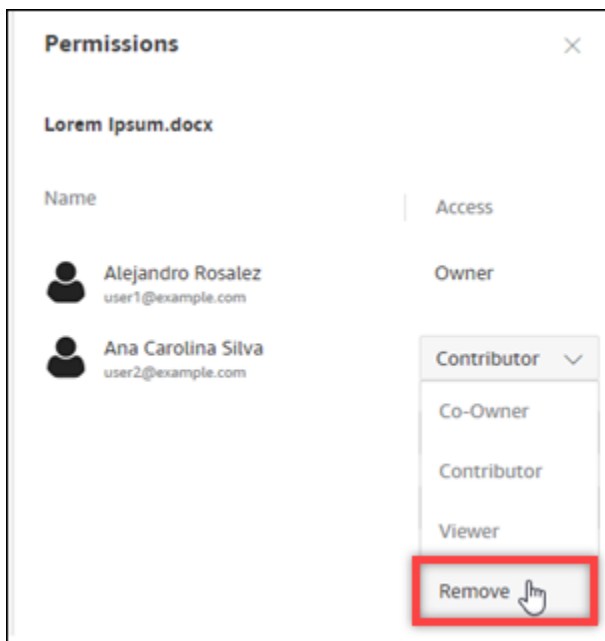 Permissions
Lorem Ipsum.docx
Name
Access
Alejandro Rosalez
Owner
user1@example.com
Ana Carolina Silva
Contributor
user2@example.com
Co-Owner
Contributor
Viewer
Remove